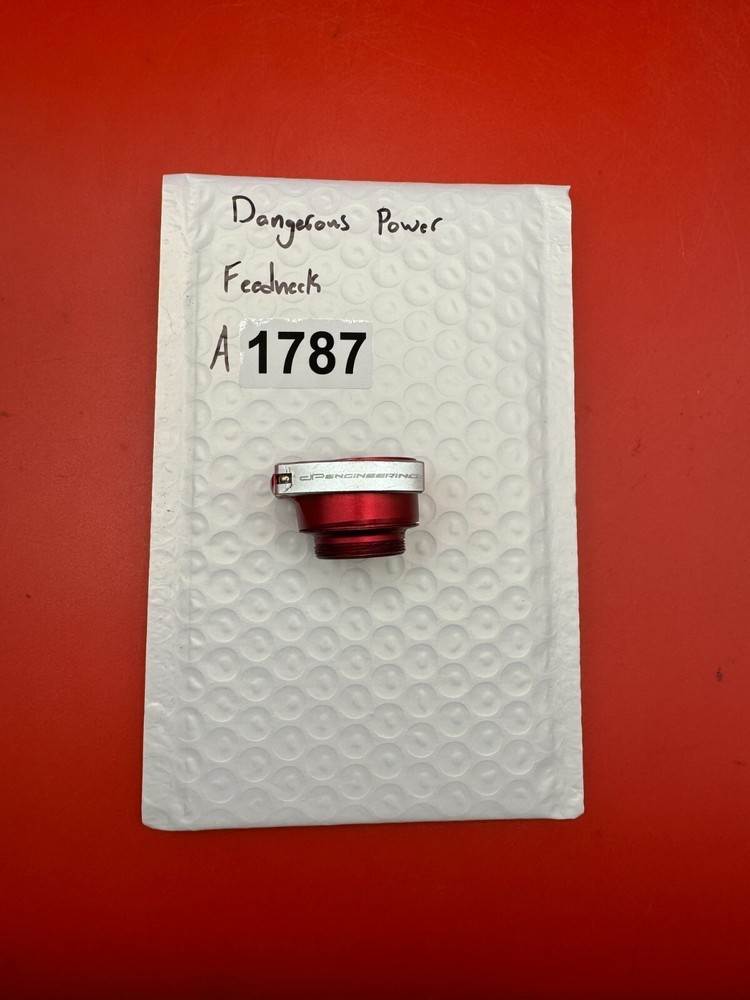 Dangerous Power
Feedneck
A 1787
dPENGINEERING